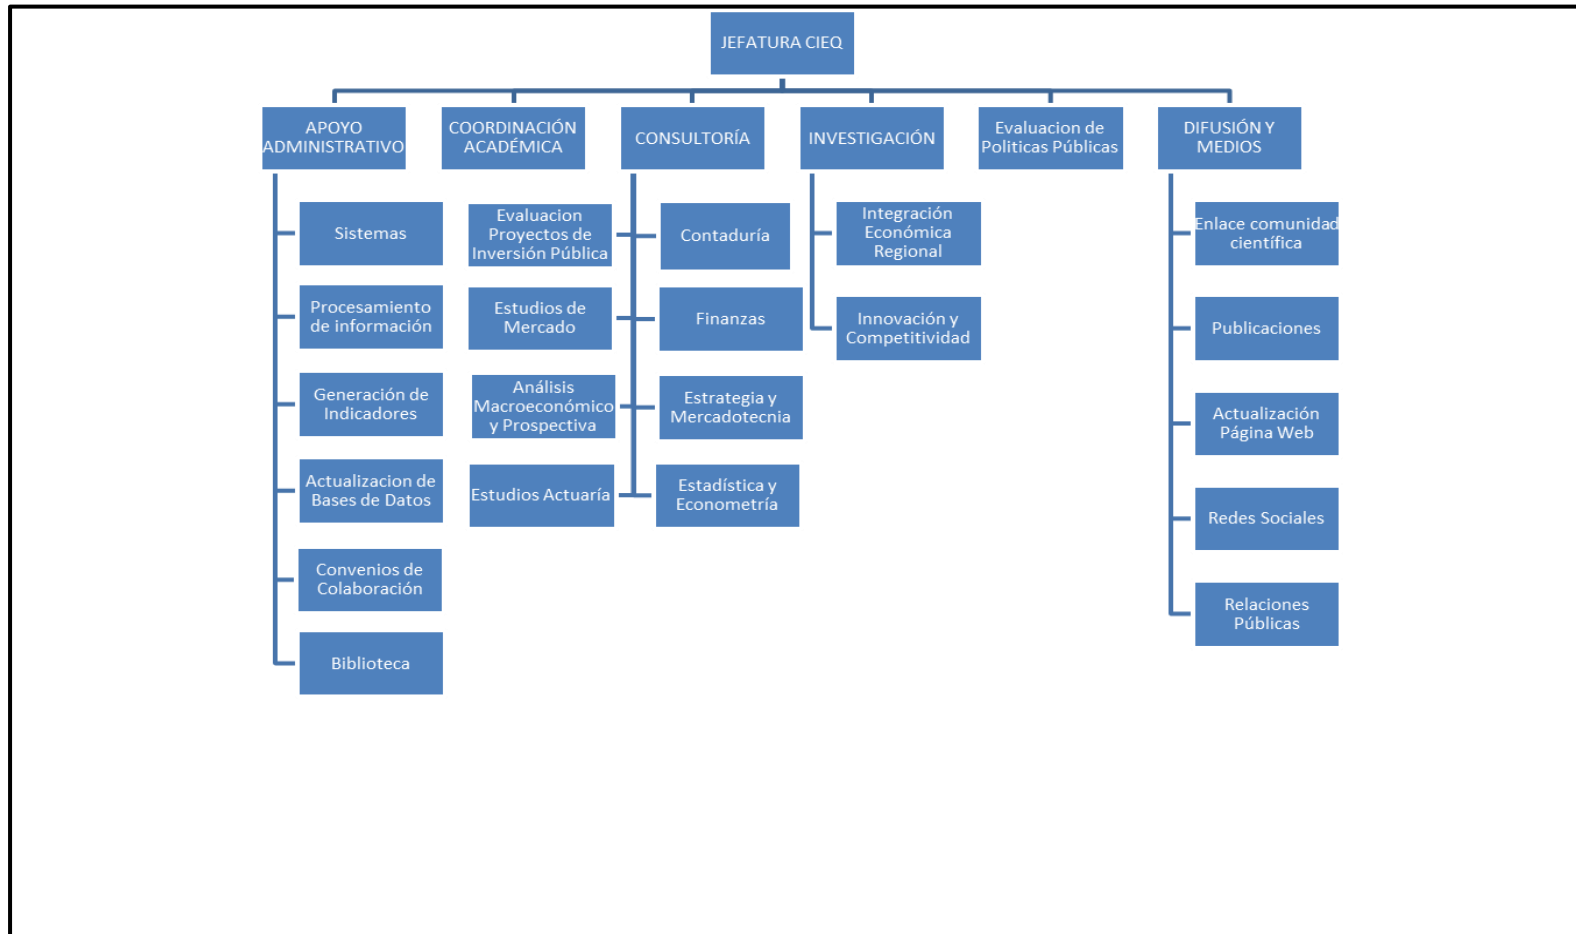 JEFATURA CIEQ
APOYO
ADMINISTRATIVO
COORDINACIÓN
ACADÉMICA
CONSULTORÍA
INVESTIGACIÓN
Evaluacion de
Politicas Públicas
DIFUSIÓN Y
MEDIOS
Sistemas
Procesamiento
de información
Generación de
Indicadores
Actualizacion de
Bases de Datos
Convenios de
Colaboración
Biblioteca
Evaluacion
Proyectos de
Inversión Pública
Estudios de
Mercado
Análisis
Macroeconómico
y Prospectiva
Estudios Actuaría
Contaduría
Finanzas
Estrategia y
Mercadotecnia
Estadística y
Econometría
Integración
Económica
Regional
Innovación y
Competitividad
Enlace comunidad
científica
Publicaciones
Actualización
Página Web
Redes Sociales
Relaciones
Públicas